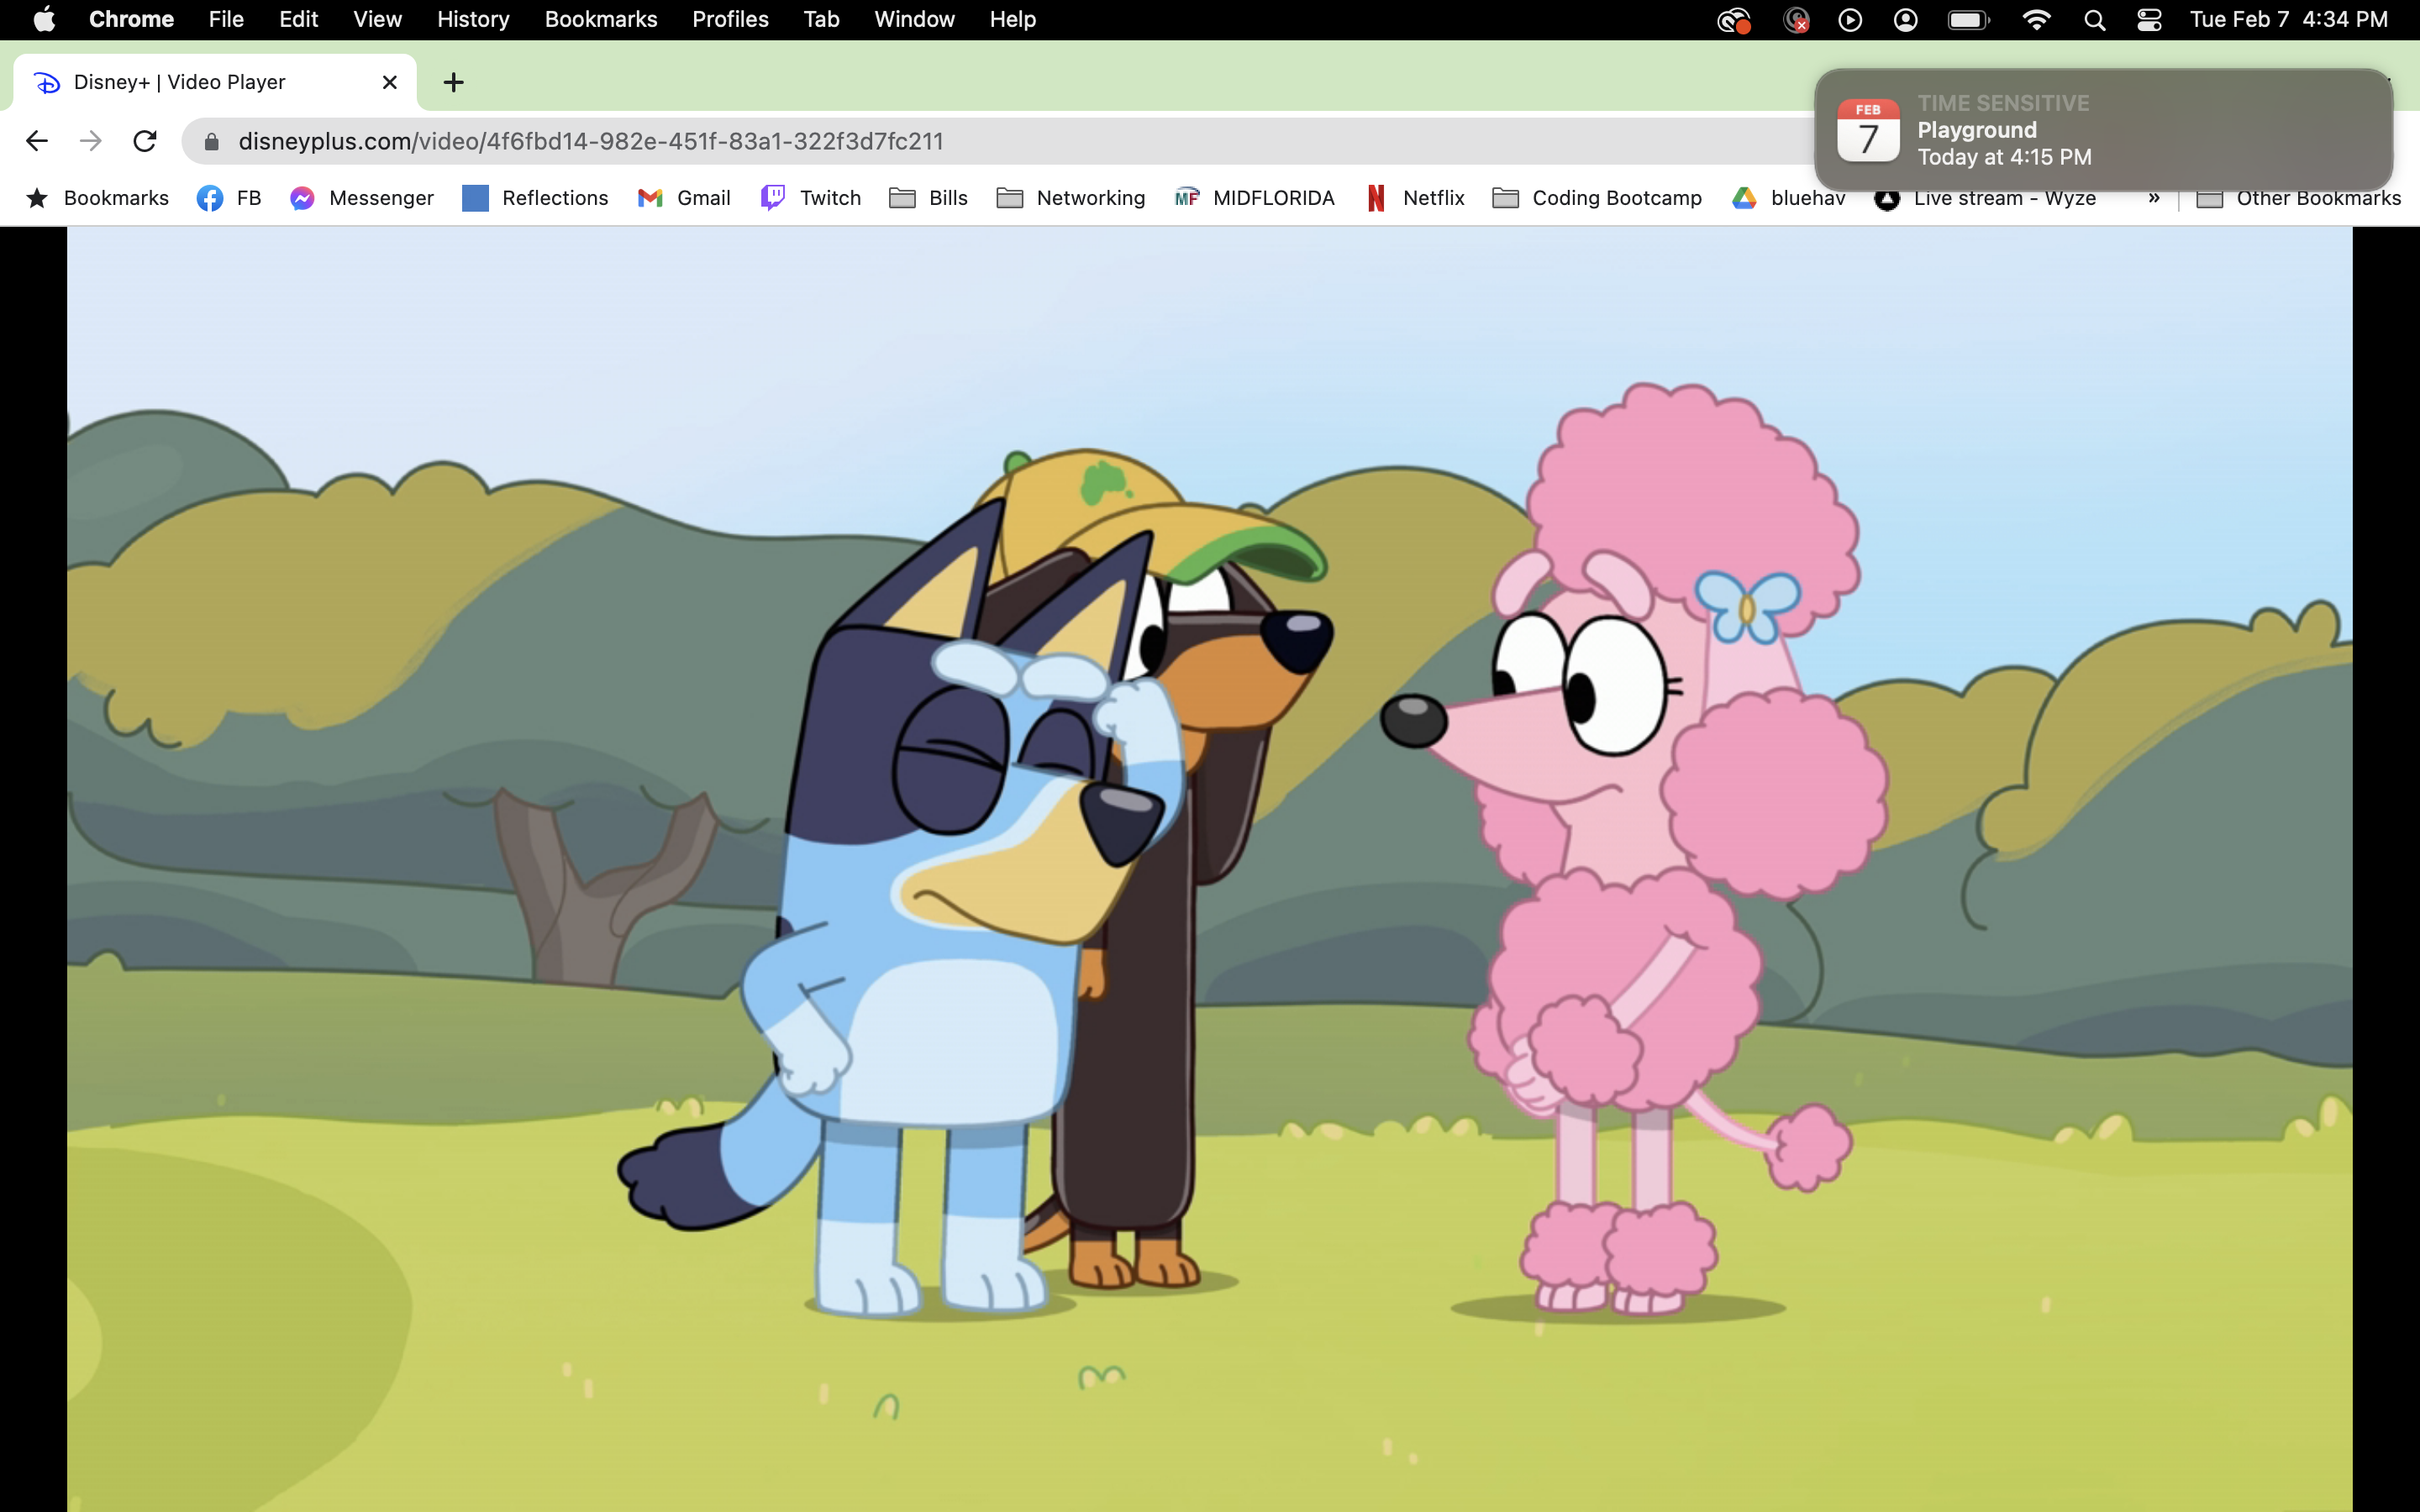 Chrome File Edit View History Bookmarks Profiles Tab Window Help Tue Feb 7 4:34 PM
Disney+ | Video Player
TIME SENSITIVE
FEB
7
Playground
Today at 4:15 PM
disneyplus.com/video/4f6fbd14-982e-451f-83a1-322f3d7fc211
Bookmarks FB Messenger Reflections Gmail Twitch Bills Networking MF MIDFLORIDA Netflix Coding Bootcamp bluehav Live stream - Wyze » Other Bookmarks